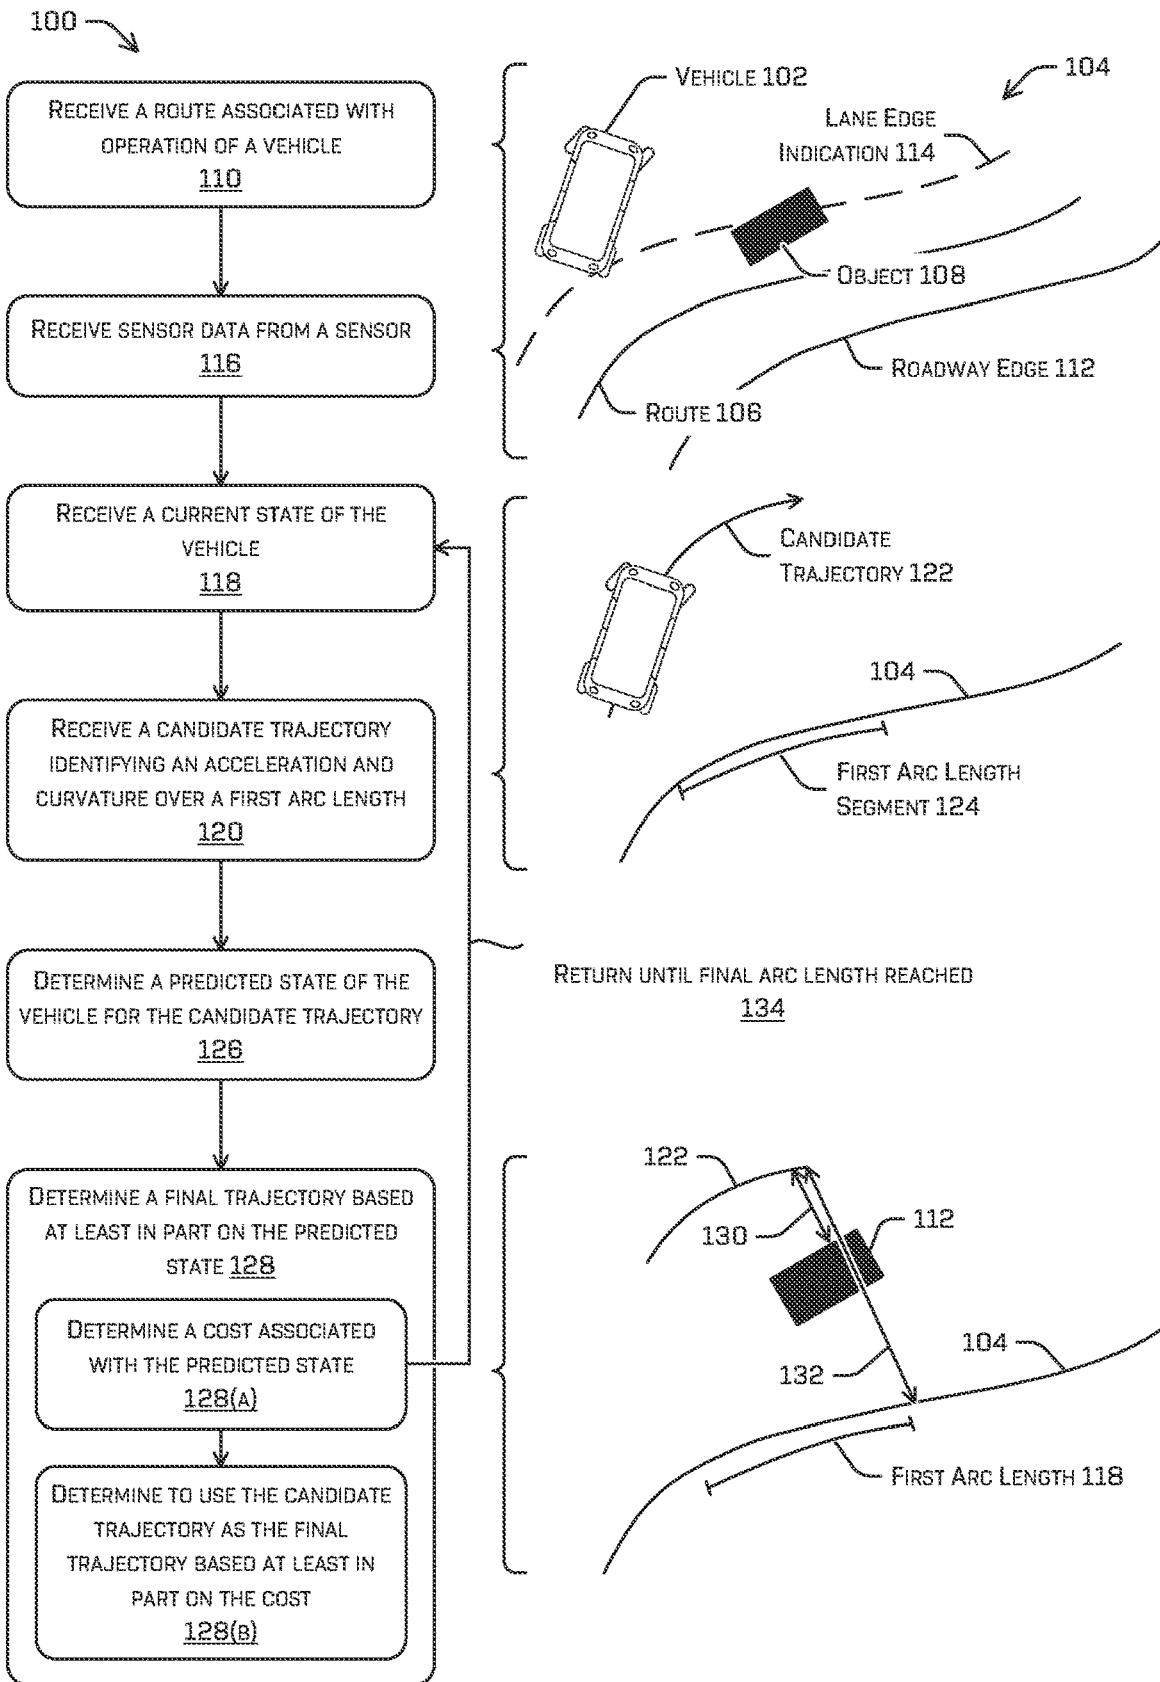 100
RECEIVE A ROUTE ASSOCIATED WITH
OPERATION OF A VEHICLE
110
RECEIVE SENSOR DATA FROM A SENSOR
116
RECEIVE A CURRENT STATE OF THE
VEHICLE
118
RECEIVE A CANDIDATE TRAJECTORY
IDENTIFYING AN ACCELERATION AND
CURVATURE OVER A FIRST ARC LENGTH
120
DETERMINE A PREDICTED STATE OF THE
VEHICLE FOR THE CANDIDATE TRAJECTORY
126
DETERMINE A FINAL TRAJECTORY BASED
AT LEAST IN PART ON THE PREDICTED
STATE 128
DETERMINE A COST ASSOCIATED
WITH THE PREDICTED STATE
128(A)
DETERMINE TO USE THE CANDIDATE
TRAJECTORY AS THE FINAL
TRAJECTORY BASED AT LEAST IN
PART ON THE COST
128(B)
VEHICLE 102
104
LANE EDGE
INDICATION 114
OBJECT 108
ROADWAY EDGE 112
ROUTE 106
CANDIDATE
TRAJECTORY 122
104
FIRST ARC LENGTH
SEGMENT 124
RETURN UNTIL FINAL ARC LENGTH REACHED
134
122
130
112
132
104
FIRST ARC LENGTH 118